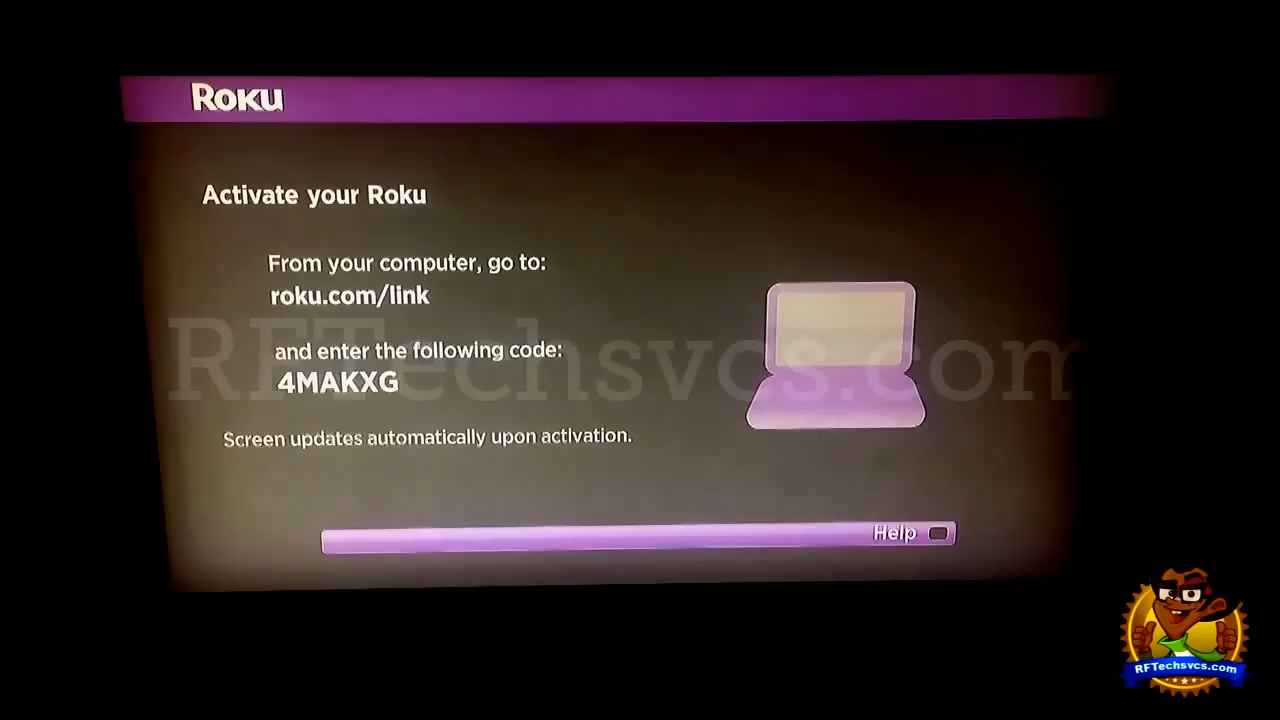 Roku
Activate your Roku
From your computer, go to:
roku.com/link
RFTechsvcs.com
and enter the following code:
4MAKXG
Screen updates automatically upon activation.
Help
RFTechsvcs.com